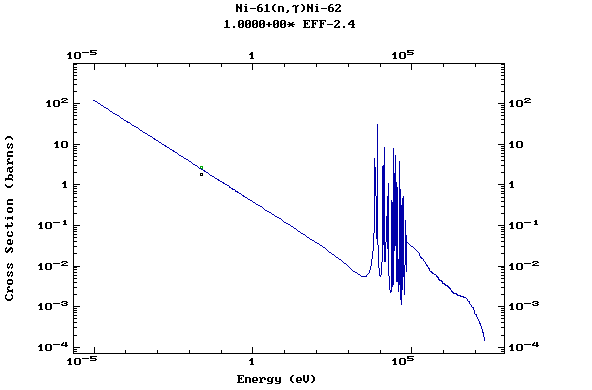 Ni-61(n,γ)Ni-62
1.0000+00* EFF-2.4
10⁻⁵ 1 10⁵
10² 10²
10 10
1 1
10⁻¹ 10⁻¹
10⁻² 10⁻²
10⁻³ 10⁻³
10⁻⁴ 10⁻⁴
10⁻⁵ 1 10⁵
Cross Section (barns)
Energy (eV)